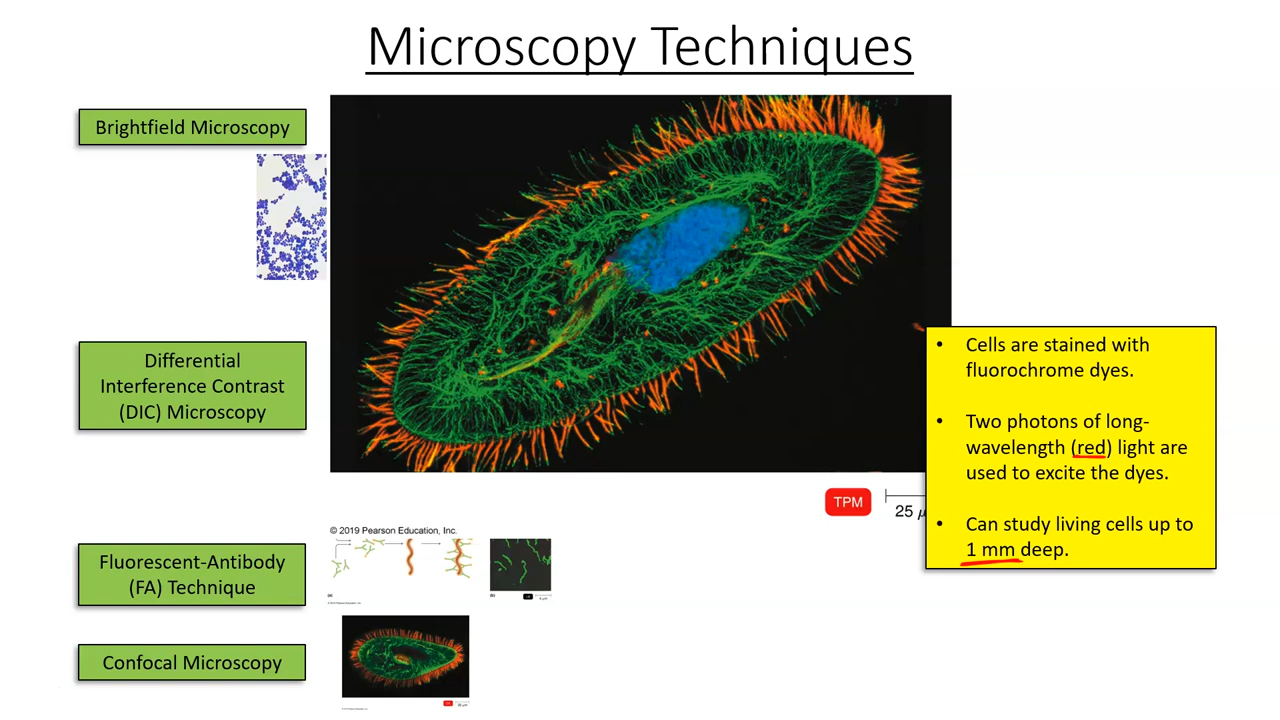 Microscopy Techniques
Brightfield Microscopy
Differential
Interference Contrast
(DIC) Microscopy
• Cells are stained with
fluorochrome dyes.
• Two photons of long-
wavelength (red) light are
used to excite the dyes.
• Can study living cells up to
1 mm deep.
TPM
25 μ
© 2019 Pearson Education, Inc.
Fluorescent-Antibody
(FA) Technique
(a)
(b)
Confocal Microscopy